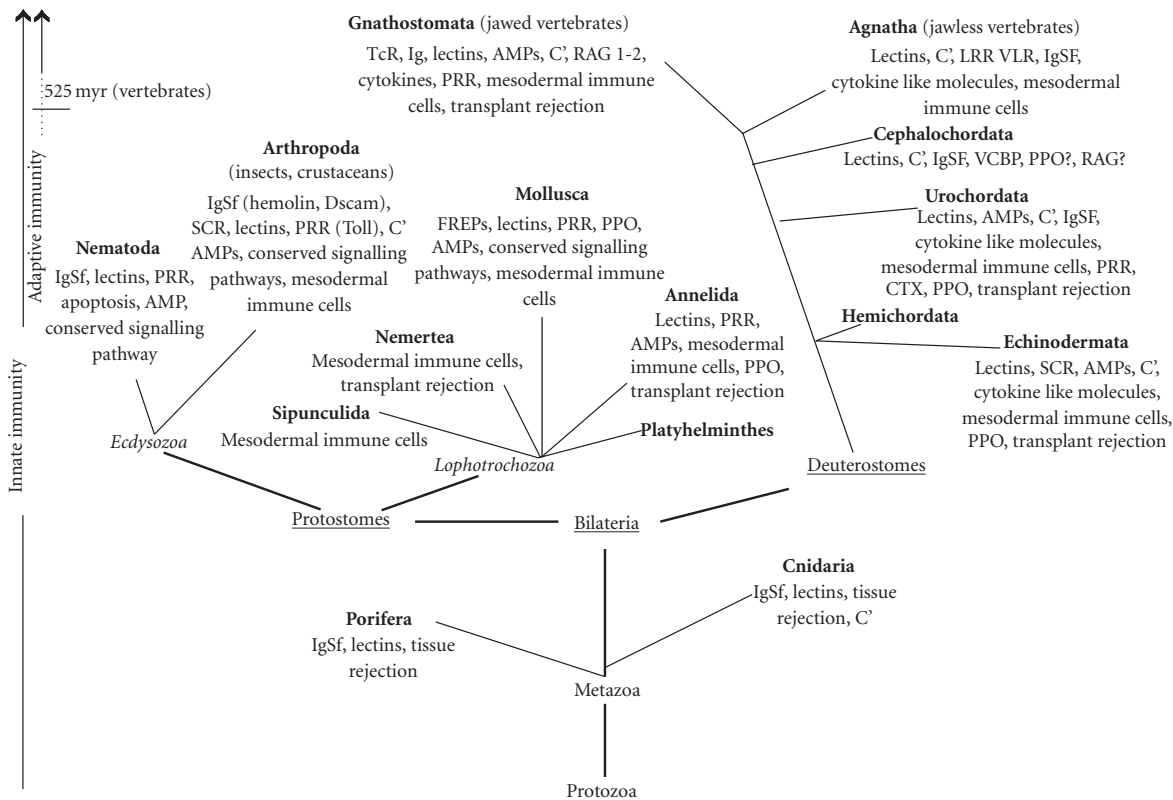 Gnathostomata (jawed vertebrates)
TcR, Ig, lectins, AMPs, C', RAG 1-2,
cytokines, PRR, mesodermal immune
cells, transplant rejection
Agnatha (jawless vertebrates)
Lectins, C', LRR VLR, IgSF,
cytokine like molecules, mesodermal
immune cells
525 myr (vertebrates)
Adaptive immunity
Innate immunity
Cephalochordata
Lectins, C', IgSF, VCBP, PPO?, RAG?
Arthropoda
(insects, crustaceans)
IgSf (hemolin, Dscam),
SCR, lectins, PRR (Toll), C'
AMPs, conserved signalling
pathways, mesodermal
immune cells
Mollusca
FREPs, lectins, PRR, PPO,
AMPs, conserved signalling
pathways, mesodermal immune
cells
Urochordata
Lectins, AMPs, C', IgSF,
cytokine like molecules,
mesodermal immune cells, PRR,
CTX, PPO, transplant rejection
Nematoda
IgSf, lectins, PRR,
apoptosis, AMP,
conserved signalling
pathway
Annelida
Lectins, PRR,
AMPs, mesodermal
immune cells, PPO,
transplant rejection
Hemichordata
Echinodermata
Lectins, SCR, AMPs, C',
cytokine like molecules,
mesodermal immune cells,
PPO, transplant rejection
Nemertea
Mesodermal immune cells,
transplant rejection
Sipunculida
Mesodermal immune cells
Platyhelminthes
Ecdysozoa
Lophotrochozoa
Deuterostomes
Protostomes
Bilateria
Cnidaria
IgSf, lectins, tissue
rejection, C'
Porifera
IgSf, lectins, tissue
rejection
Metazoa
Protozoa